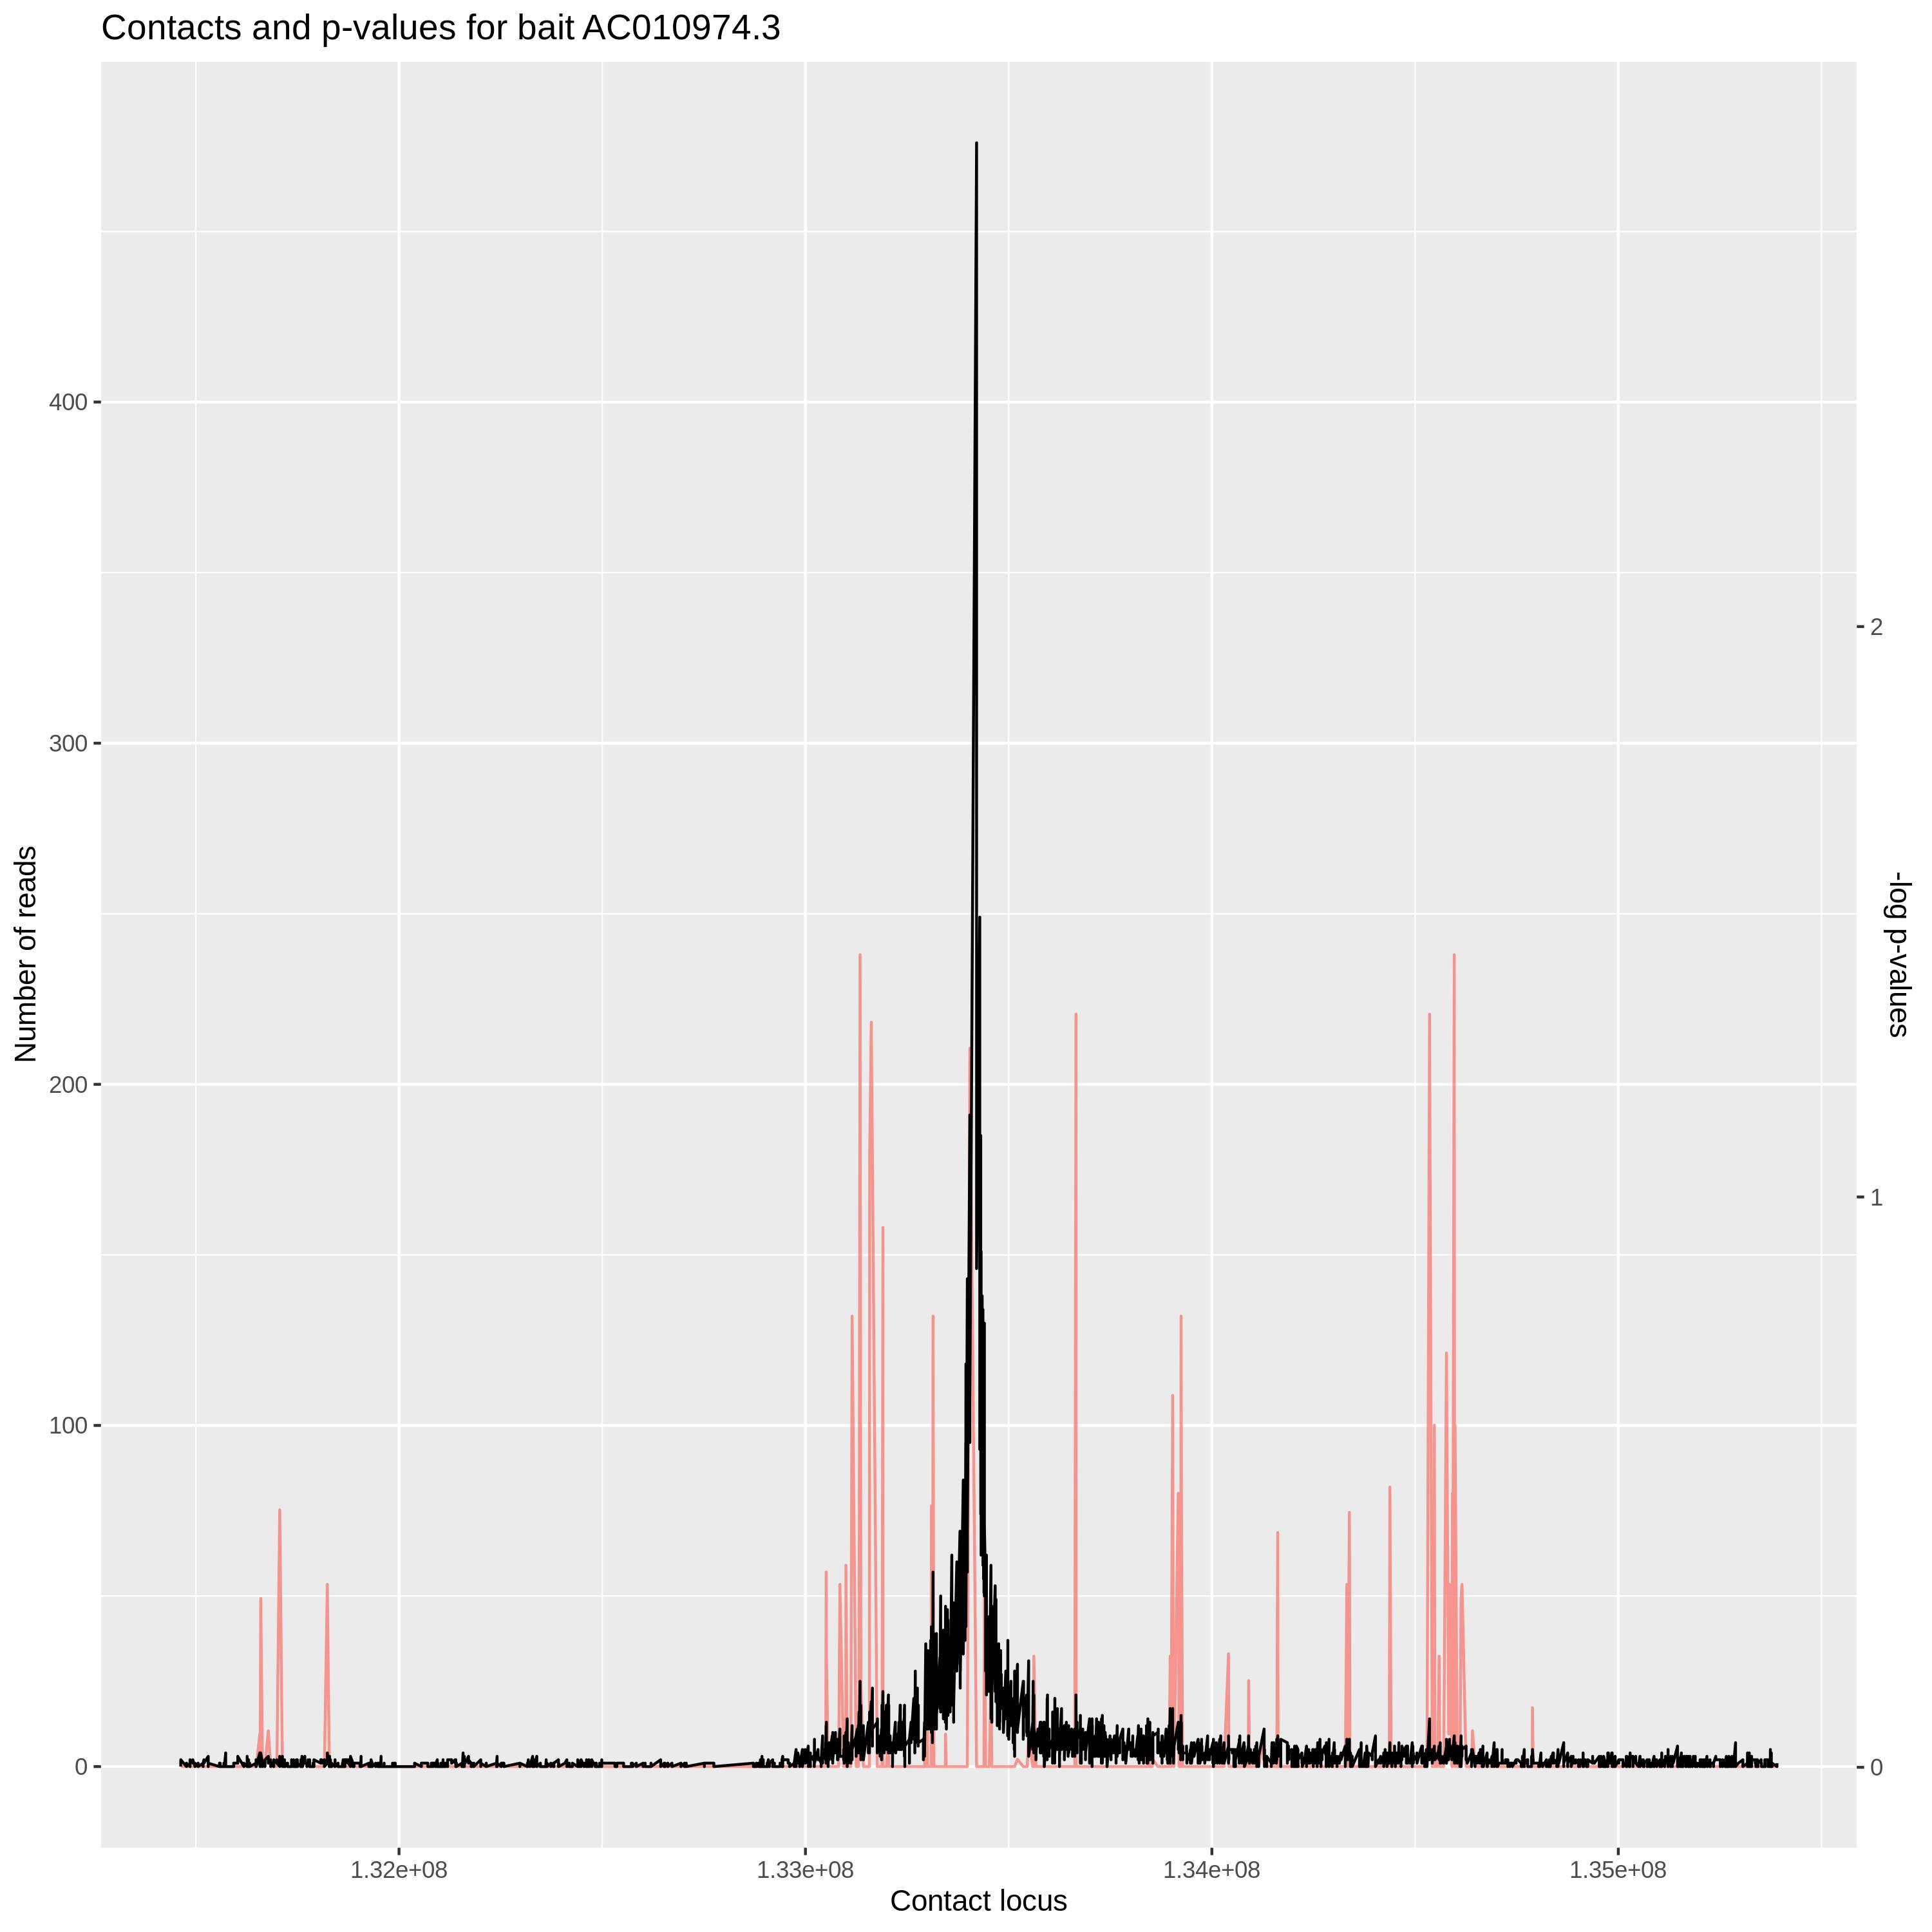 Contacts and p-values for bait AC010974.3
Number of reads
400
300
200
100
0
-log p-values
2
1
0
1.32e+08
1.33e+08
1.34e+08
1.35e+08
Contact locus